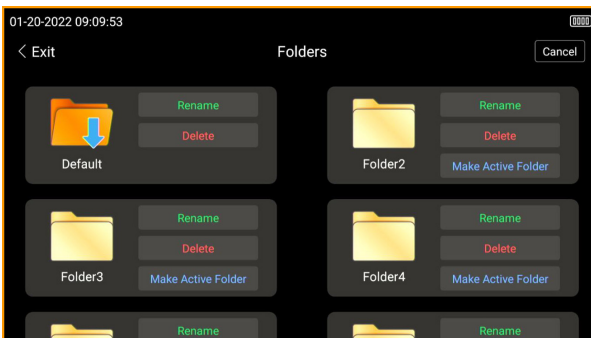 01-20-2022 09:09:53
< Exit
Folders
Cancel
Rename
Delete
Default
Rename
Delete
Make Active Folder
Folder2
Rename
Delete
Make Active Folder
Folder3
Rename
Delete
Make Active Folder
Folder4
Rename
Rename